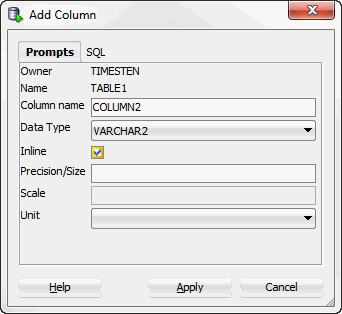 Add Column
Prompts SQL
Owner TIMESTEN
Name TABLE1
Column name COLUMN2
Data Type VARCHAR2
Inline
Precision/Size
Scale
Unit
Help Apply Cancel